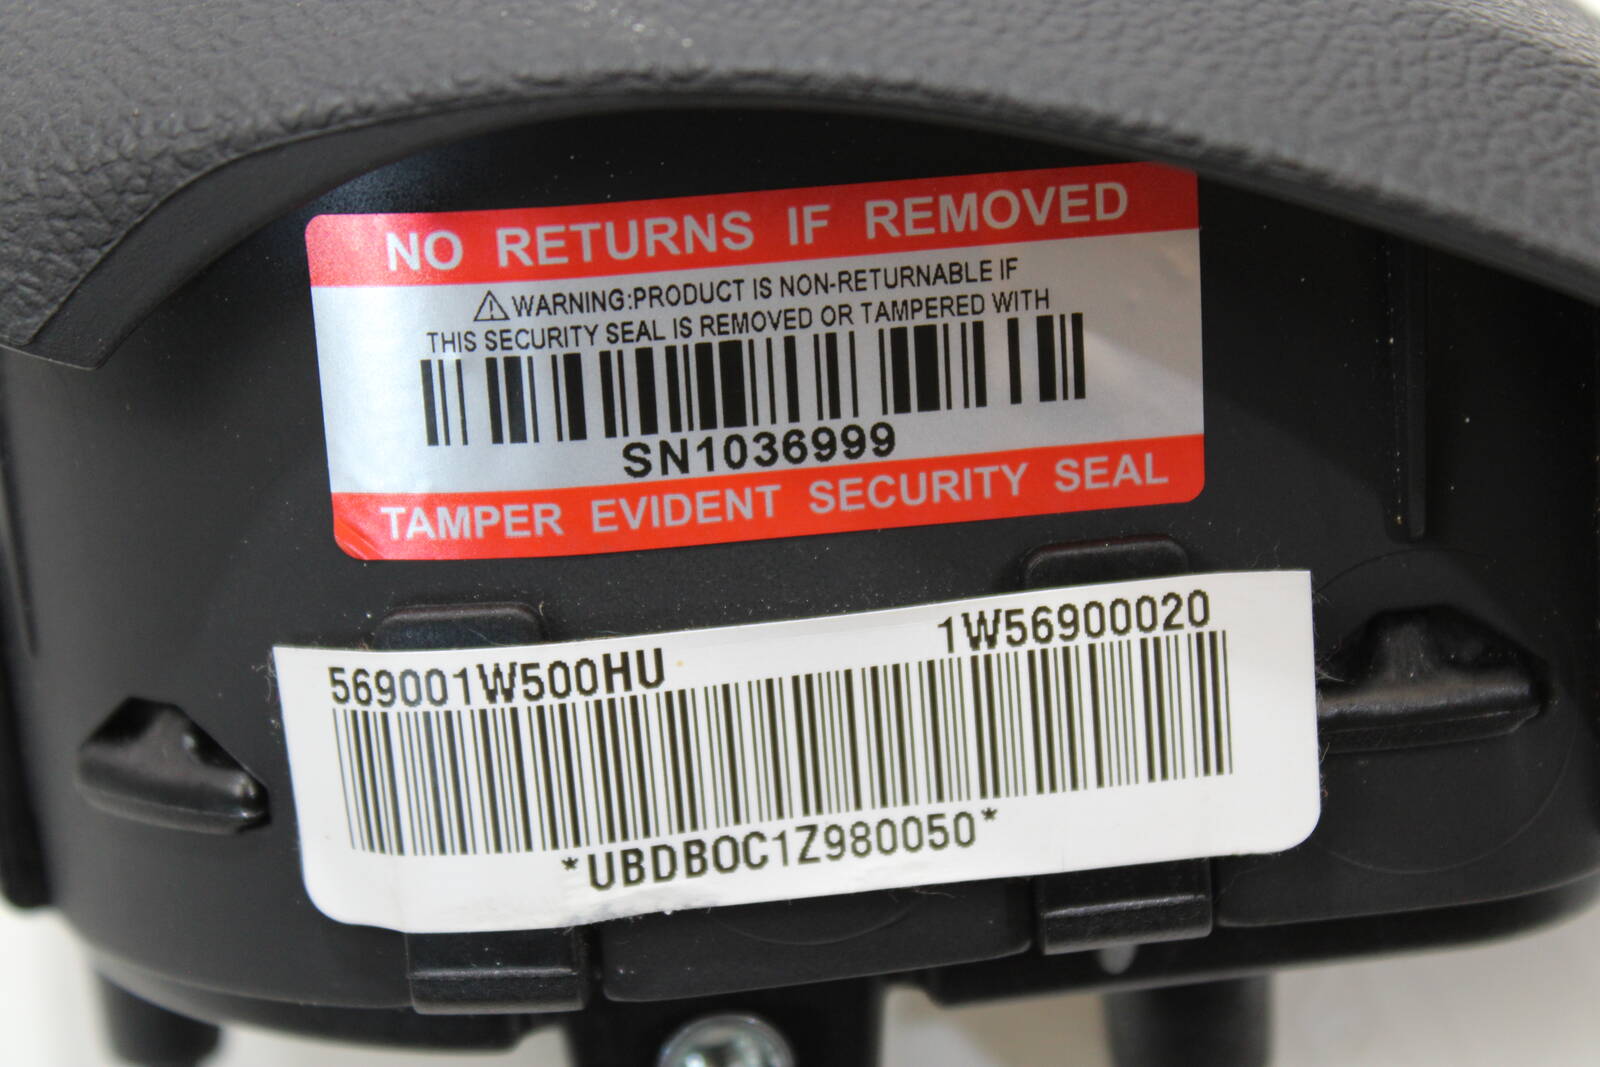 NO RETURNS IF REMOVED
WARNING:PRODUCT IS NON-RETURNABLE IF
THIS SECURITY SEAL IS REMOVED OR TAMPERED WITH
SN1036999
TAMPER EVIDENT SECURITY SEAL
569001W500HU 1W56900020
*UBDBOC1Z980050*